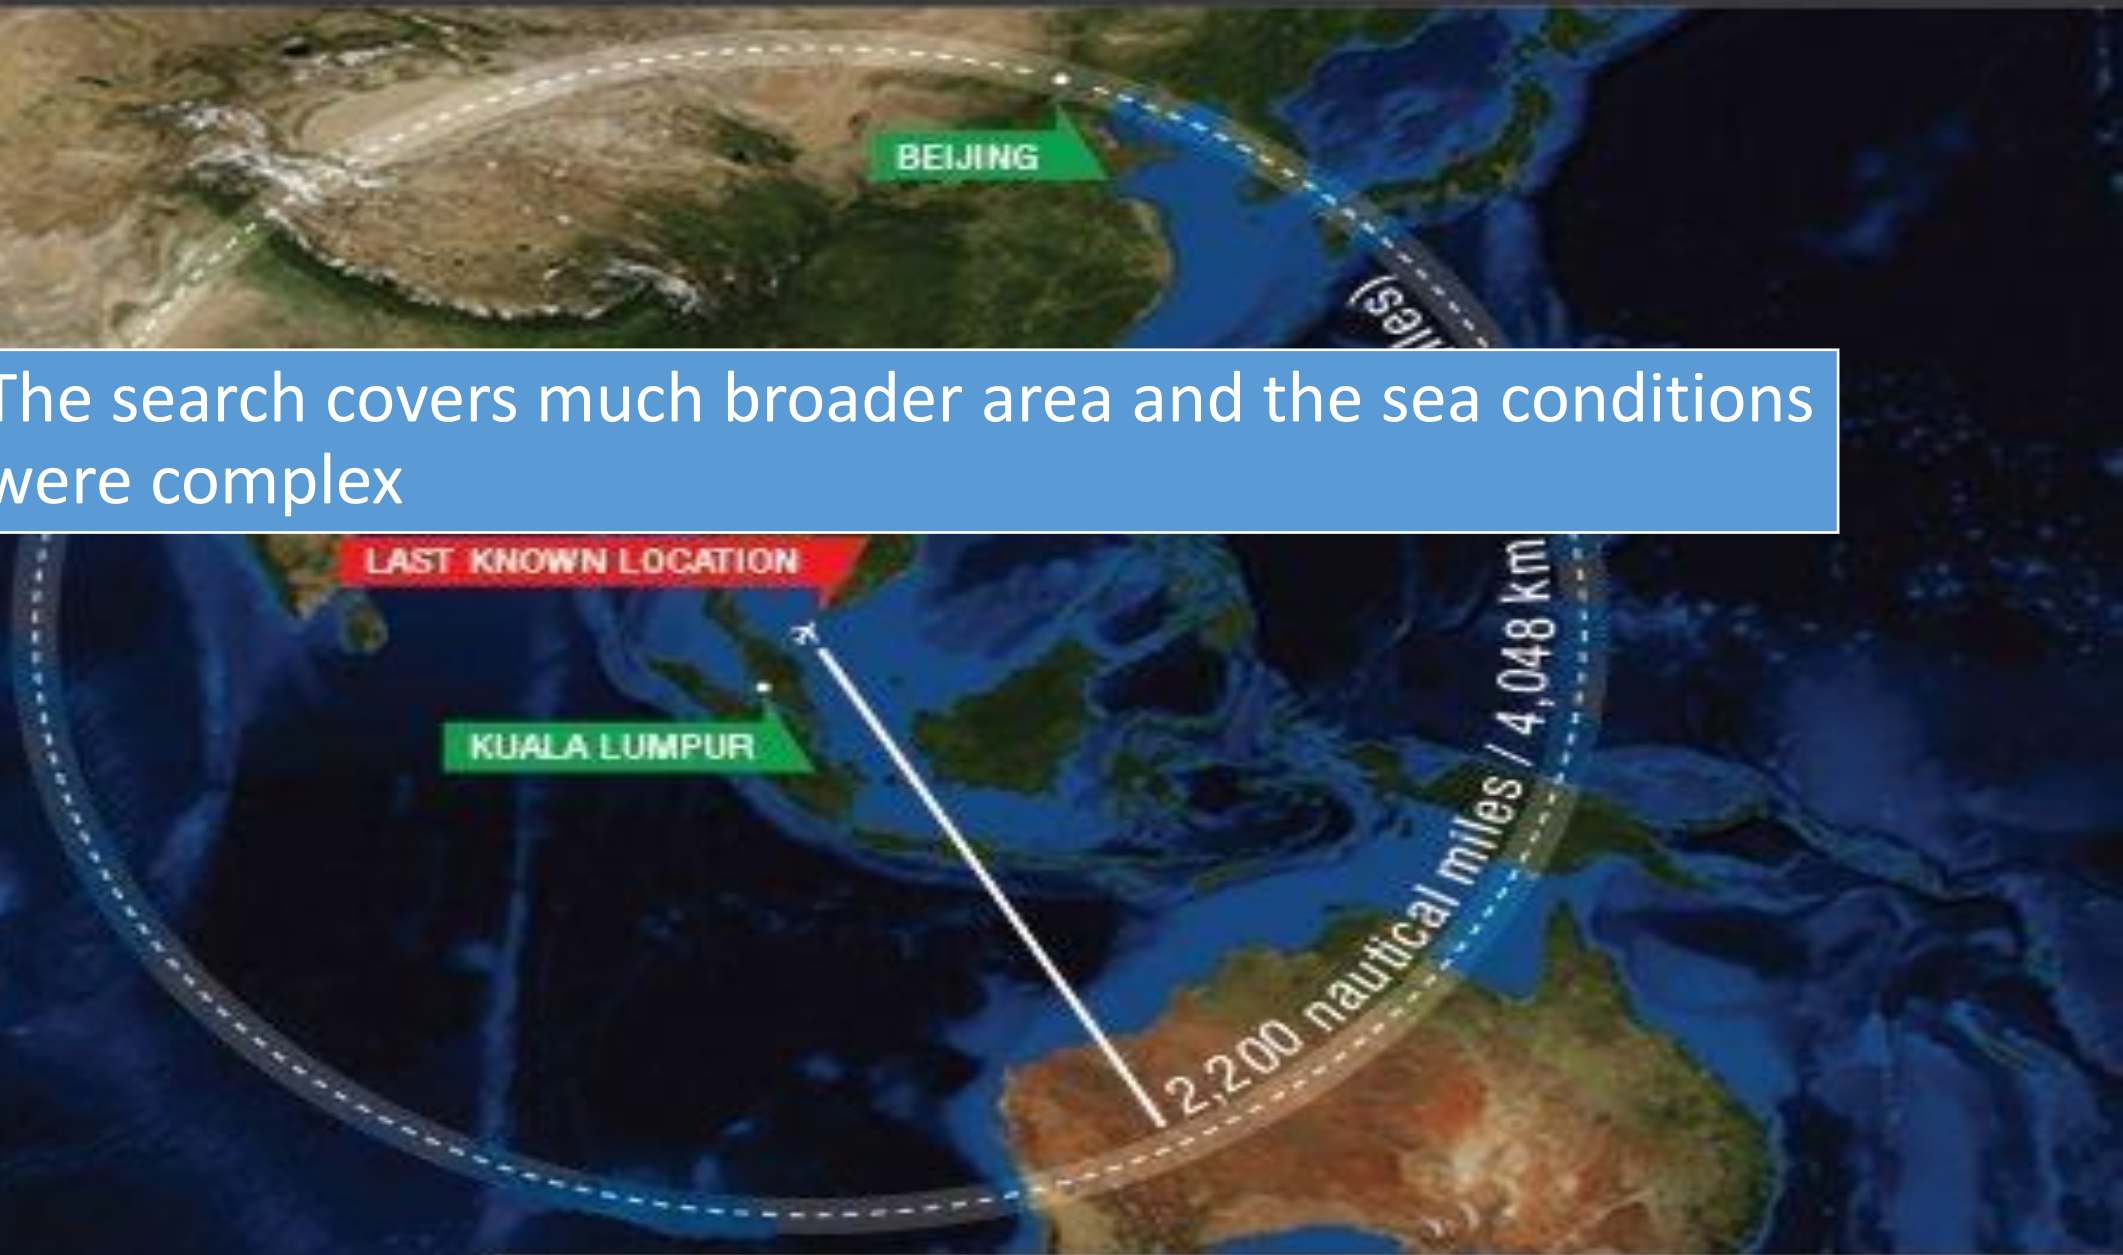 BEIJING
The search covers much broader area and the sea conditions
were complex
LAST KNOWN LOCATION
KUALA LUMPUR
2,200 nautical miles / 4,048 km